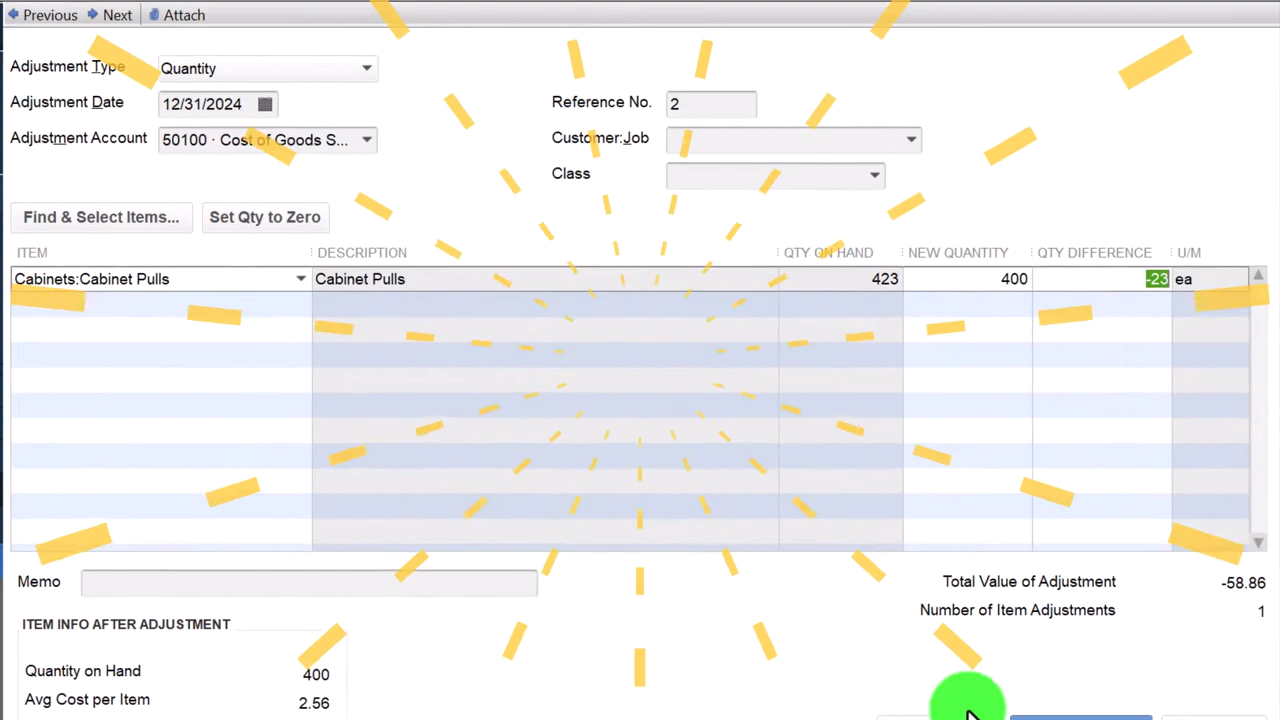 Previous Next Attach
Adjustment Type Quantity
Adjustment Date 12/31/2024 Reference No. 2
Adjustment Account 50100 · Cost of Goods S... Customer:Job
Class
Find & Select Items... Set Qty to Zero
ITEM DESCRIPTION QTY ON HAND NEW QUANTITY QTY DIFFERENCE U/M
Cabinets:Cabinet Pulls Cabinet Pulls 423 400 -23 ea
Memo Total Value of Adjustment -58.86
Number of Item Adjustments 1
ITEM INFO AFTER ADJUSTMENT
Quantity on Hand 400
Avg Cost per Item 2.56